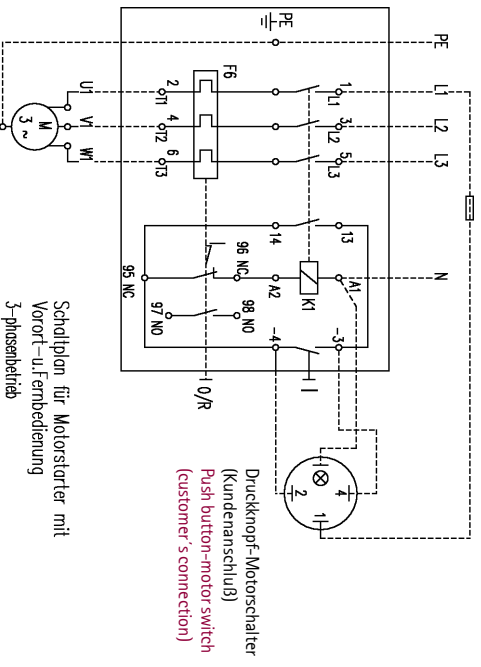 PE
PE
L1
L2
L3
N
F6
U1
V1
W1
M
3 ~
2
T1
4
T2
6
T3
1
L1
3
L2
5
L3
14
13
96 NC
95 NC
A2
K1
A1
97 NO
98 NO
-4
-3
0/R
I
4
2
1
Druckknopf-Motorschalter
(Kundenanschluß)
Push button-motor switch
(customer´s connection)
Schaltplan für Motorstarter mit
Vorort-u.Fernbedienung
3-phasenbetrieb